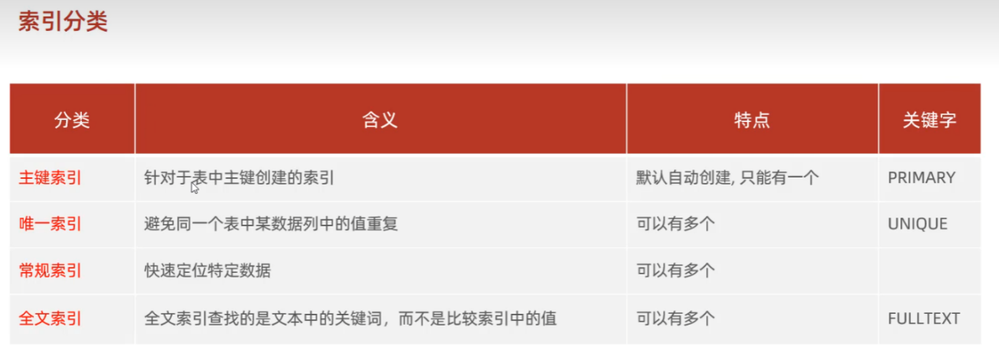 索引分类
分类 含义 特点 关键字
主键索引 针对于表中主键创建的索引 默认自动创建, 只能有一个 PRIMARY
唯一索引 避免同一个表中某数据列中的值重复 可以有多个 UNIQUE
常规索引 快速定位特定数据 可以有多个
全文索引 全文索引查找的是文本中的关键词，而不是比较索引中的值 可以有多个 FULLTEXT